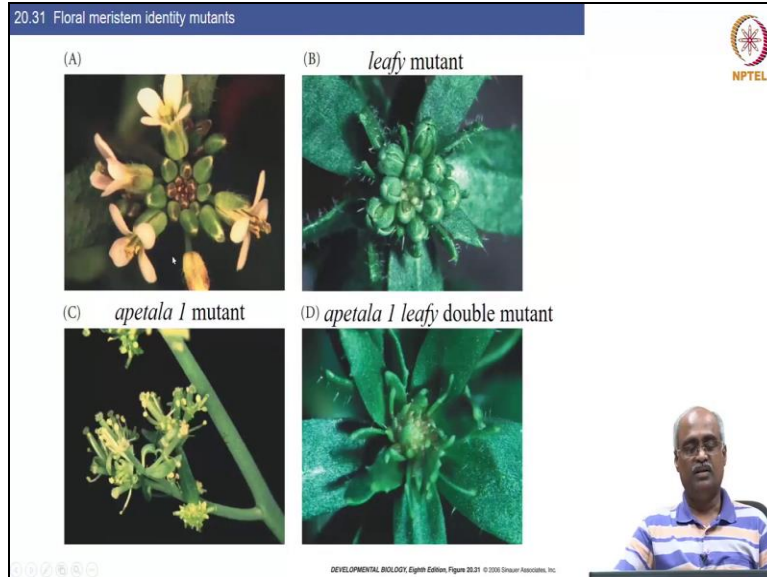 20.31 Floral meristem identity mutants
NPTEL
(A)
(B) leafy mutant
(C) apetala 1 mutant
(D) apetala 1 leafy double mutant
DEVELOPMENTAL BIOLOGY, Eighth Edition, Figure 20.31 © 2006 Sinauer Associates, Inc.